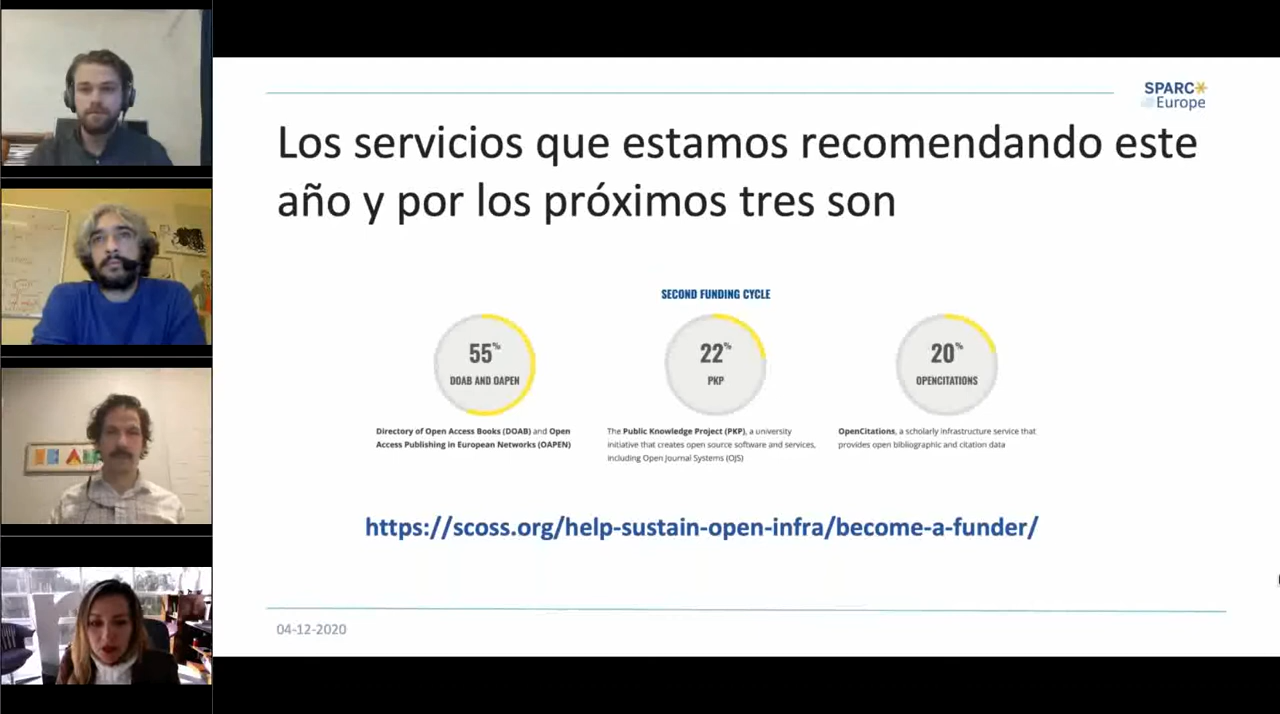 SPARC
Europe
Los servicios que estamos recomendando este
año y por los próximos tres son
SECOND FUNDING CYCLE
55%
DOAB AND OAPEN
Directory of Open Access Books (DOAB) and Open
Access Publishing in European Networks (OAPEN)
22%
PKP
The Public Knowledge Project (PKP), a university
initiative that creates open source software and services,
including Open Journal Systems (OJS)
20%
OPENCITATIONS
OpenCitations, a scholarly infrastructure service that
provides open bibliographic and citation data
https://scoss.org/help-sustain-open-infra/become-a-funder/
04-12-2020